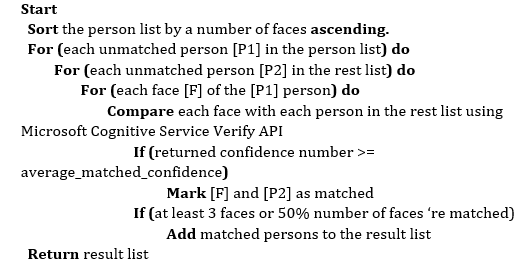 Start
Sort the person list by a number of faces ascending.
For (each unmatched person [P1] in the person list) do
For (each unmatched person [P2] in the rest list) do
For (each face [F] of the [P1] person) do
Compare each face with each person in the rest list using
Microsoft Cognitive Service Verify API
If (returned confidence number >=
average_matched_confidence)
Mark [F] and [P2] as matched
If (at least 3 faces or 50% number of faces ‘re matched)
Add matched persons to the result list
Return result list